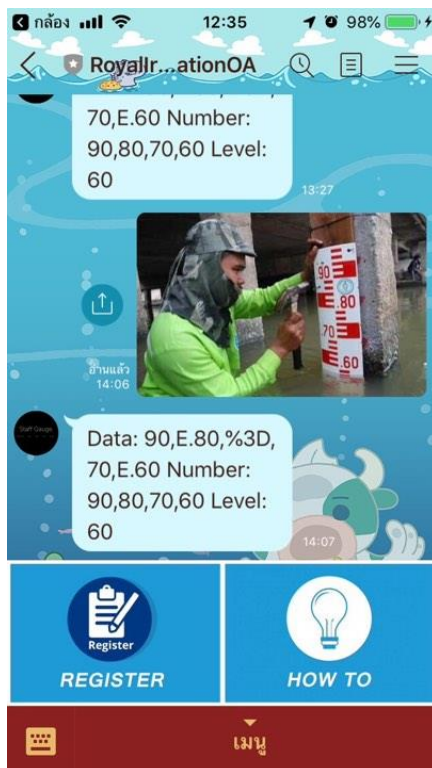 กล้อง 12:35 98%
RoyalIr...ationOA
70,E.60 Number:
90,80,70,60 Level:
60
13:27
90
.80
70
.60
อ่านแล้ว
14:06
Staff Gauge
Data: 90,E.80,%3D,
70,E.60 Number:
90,80,70,60 Level:
60
14:07
Register
REGISTER
HOW TO
เมนู